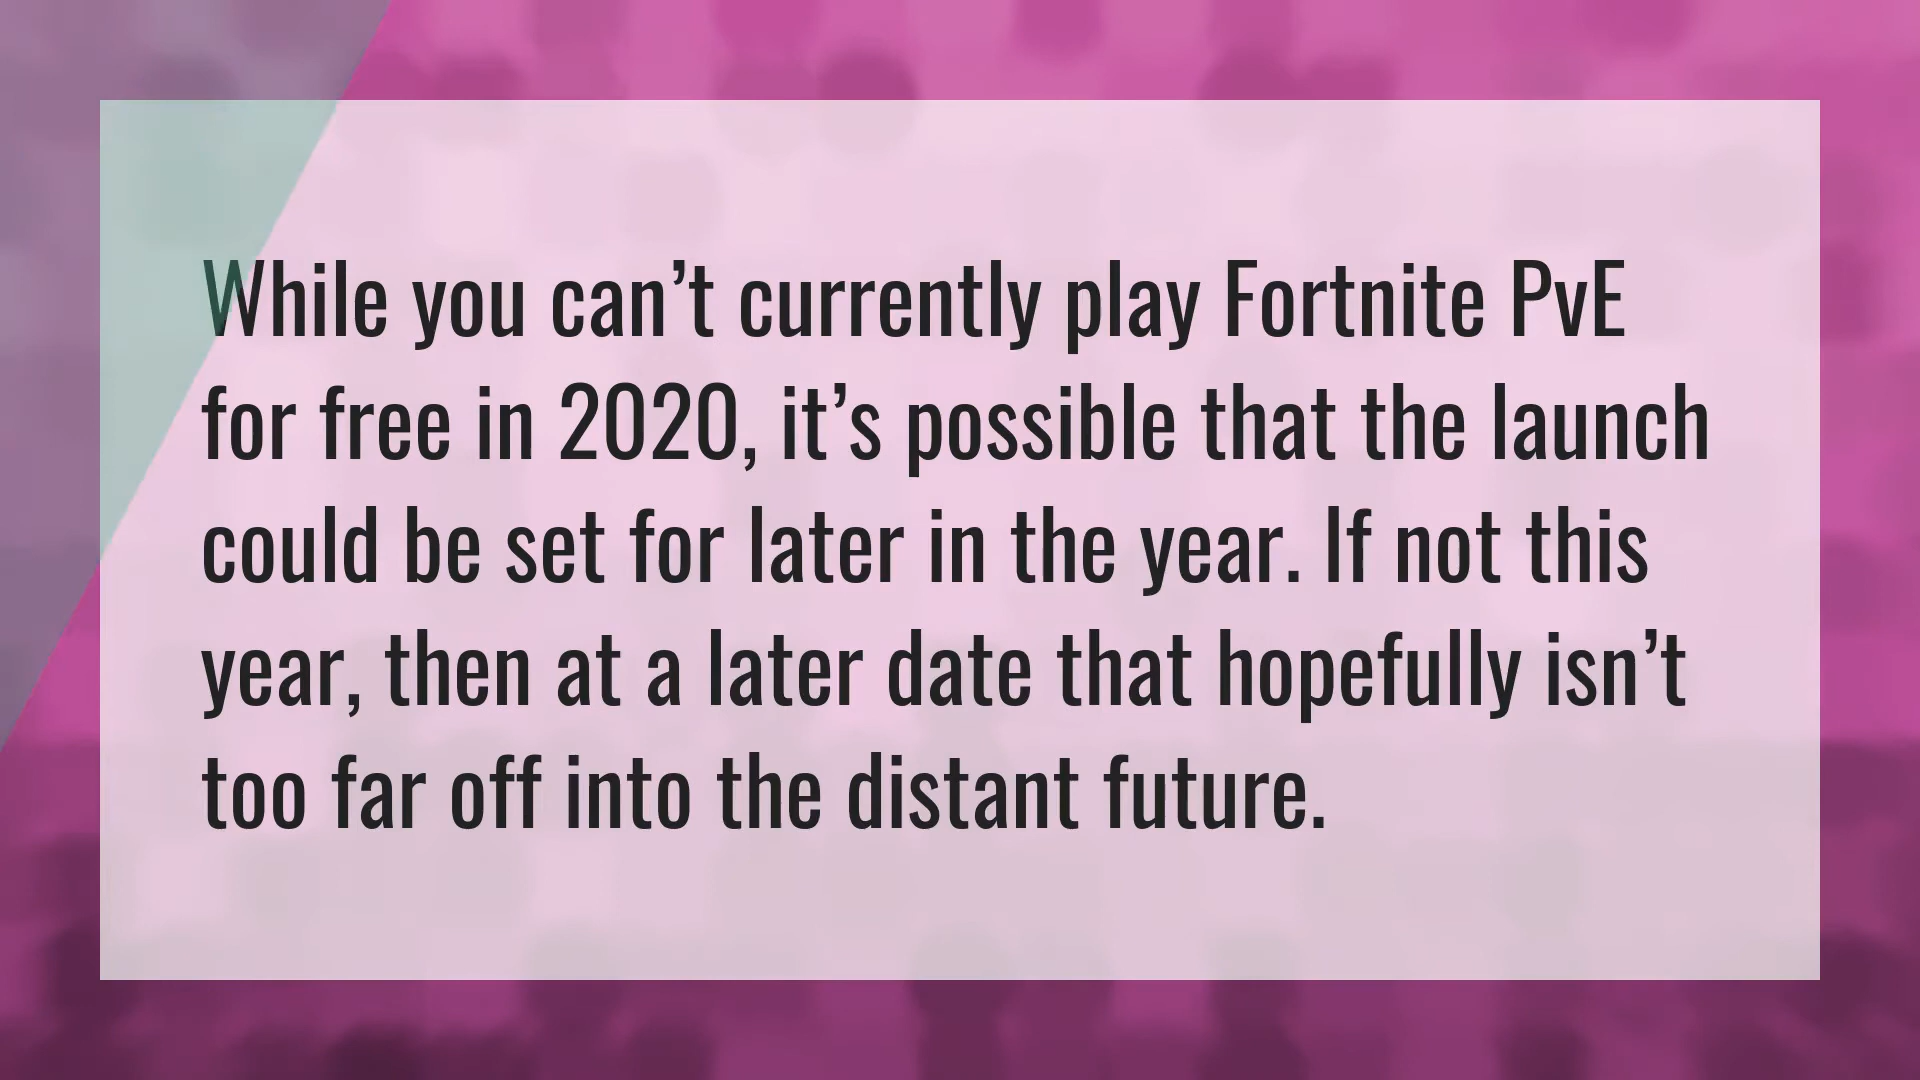 While you can’t currently play Fortnite PvE
for free in 2020, it’s possible that the launch
could be set for later in the year. If not this
year, then at a later date that hopefully isn’t
too far off into the distant future.